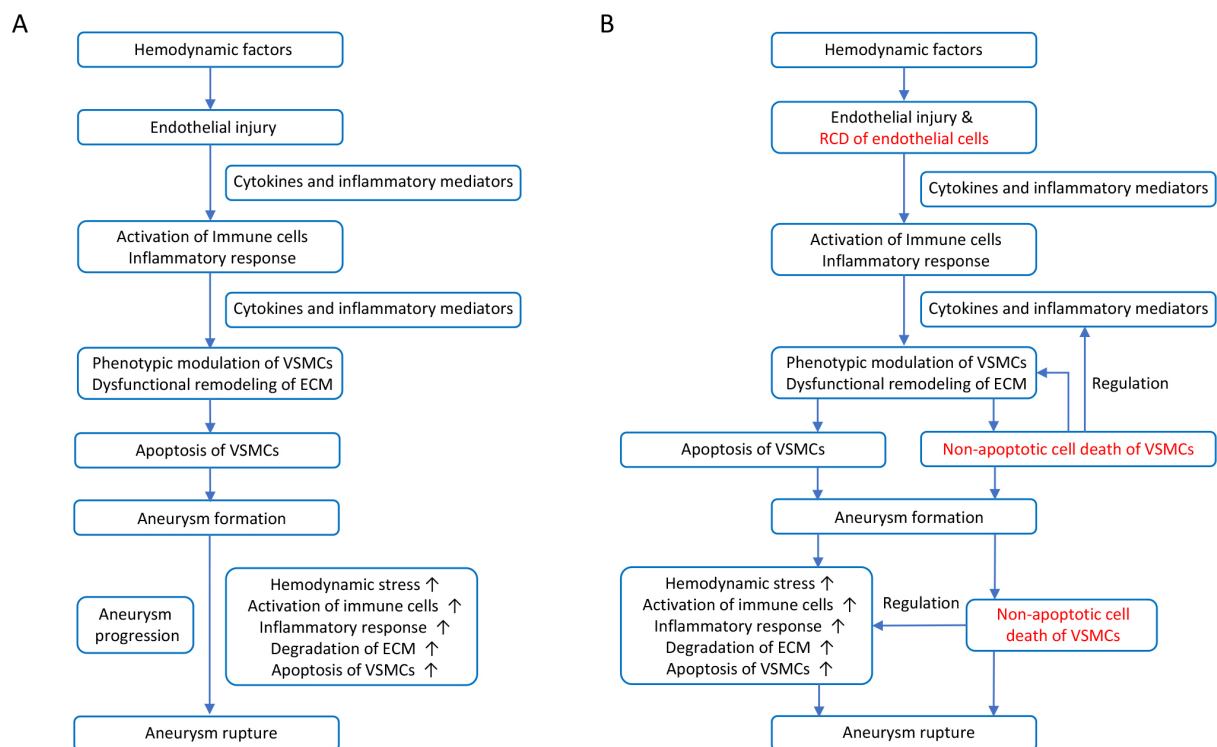 A
Hemodynamic factors
Endothelial injury
Cytokines and inflammatory mediators
Activation of Immune cells
Inflammatory response
Cytokines and inflammatory mediators
Phenotypic modulation of VSMCs
Dysfunctional remodeling of ECM
Apoptosis of VSMCs
Aneurysm formation
Aneurysm
progression
Hemodynamic stress ↑
Activation of immune cells ↑
Inflammatory response ↑
Degradation of ECM ↑
Apoptosis of VSMCs ↑
Aneurysm rupture
B
Hemodynamic factors
Endothelial injury &
RCD of endothelial cells
Cytokines and inflammatory mediators
Activation of Immune cells
Inflammatory response
Cytokines and inflammatory mediators
Phenotypic modulation of VSMCs
Dysfunctional remodeling of ECM
Regulation
Apoptosis of VSMCs
Non-apoptotic cell death of VSMCs
Aneurysm formation
Hemodynamic stress ↑
Activation of immune cells ↑
Inflammatory response ↑
Degradation of ECM ↑
Apoptosis of VSMCs ↑
Regulation
Non-apoptotic cell
death of VSMCs
Aneurysm rupture